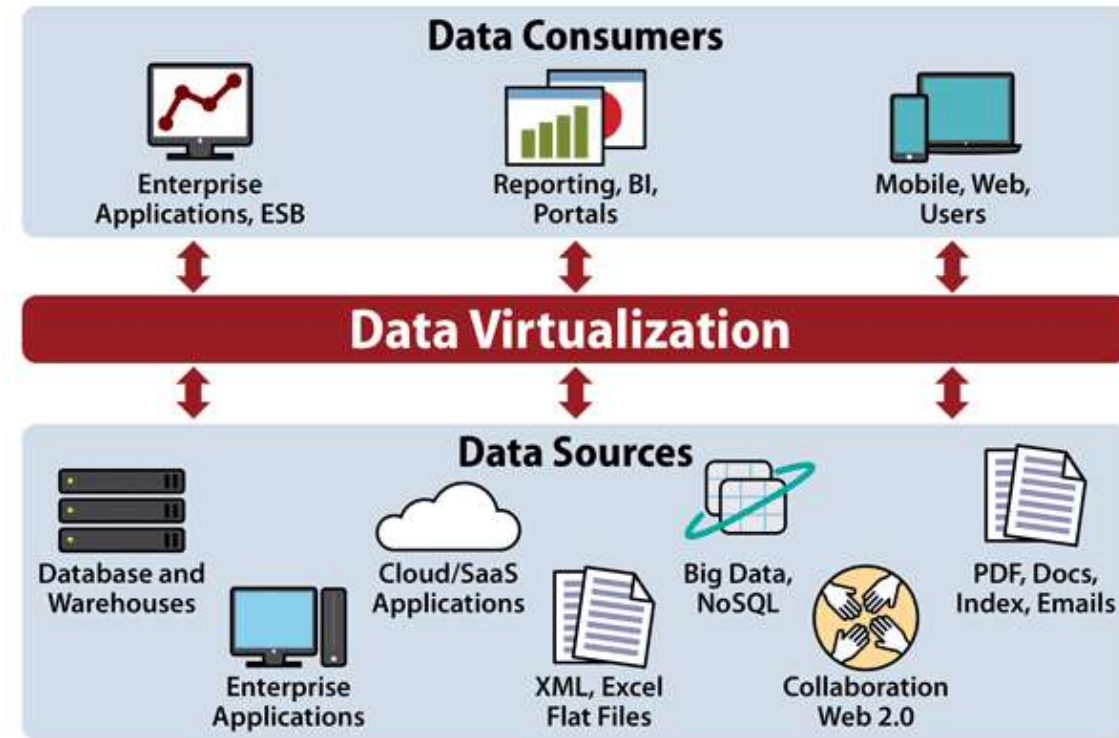 Data Consumers
Enterprise
Applications, ESB
Reporting, BI,
Portals
Mobile, Web,
Users
Data Virtualization
Data Sources
Database and
Warehouses
Enterprise
Applications
Cloud/SaaS
Applications
XML, Excel
Flat Files
Big Data,
NoSQL
Collaboration
Web 2.0
PDF, Docs,
Index, Emails